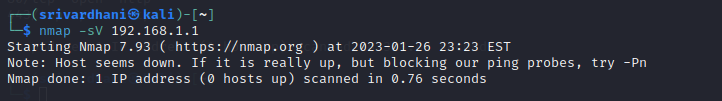 ┌──(srivardhani㉿kali)-[~]
└─$ nmap -sV 192.168.1.1
Starting Nmap 7.93 ( https://nmap.org ) at 2023-01-26 23:23 EST
Note: Host seems down. If it is really up, but blocking our ping probes, try -Pn
Nmap done: 1 IP address (0 hosts up) scanned in 0.76 seconds